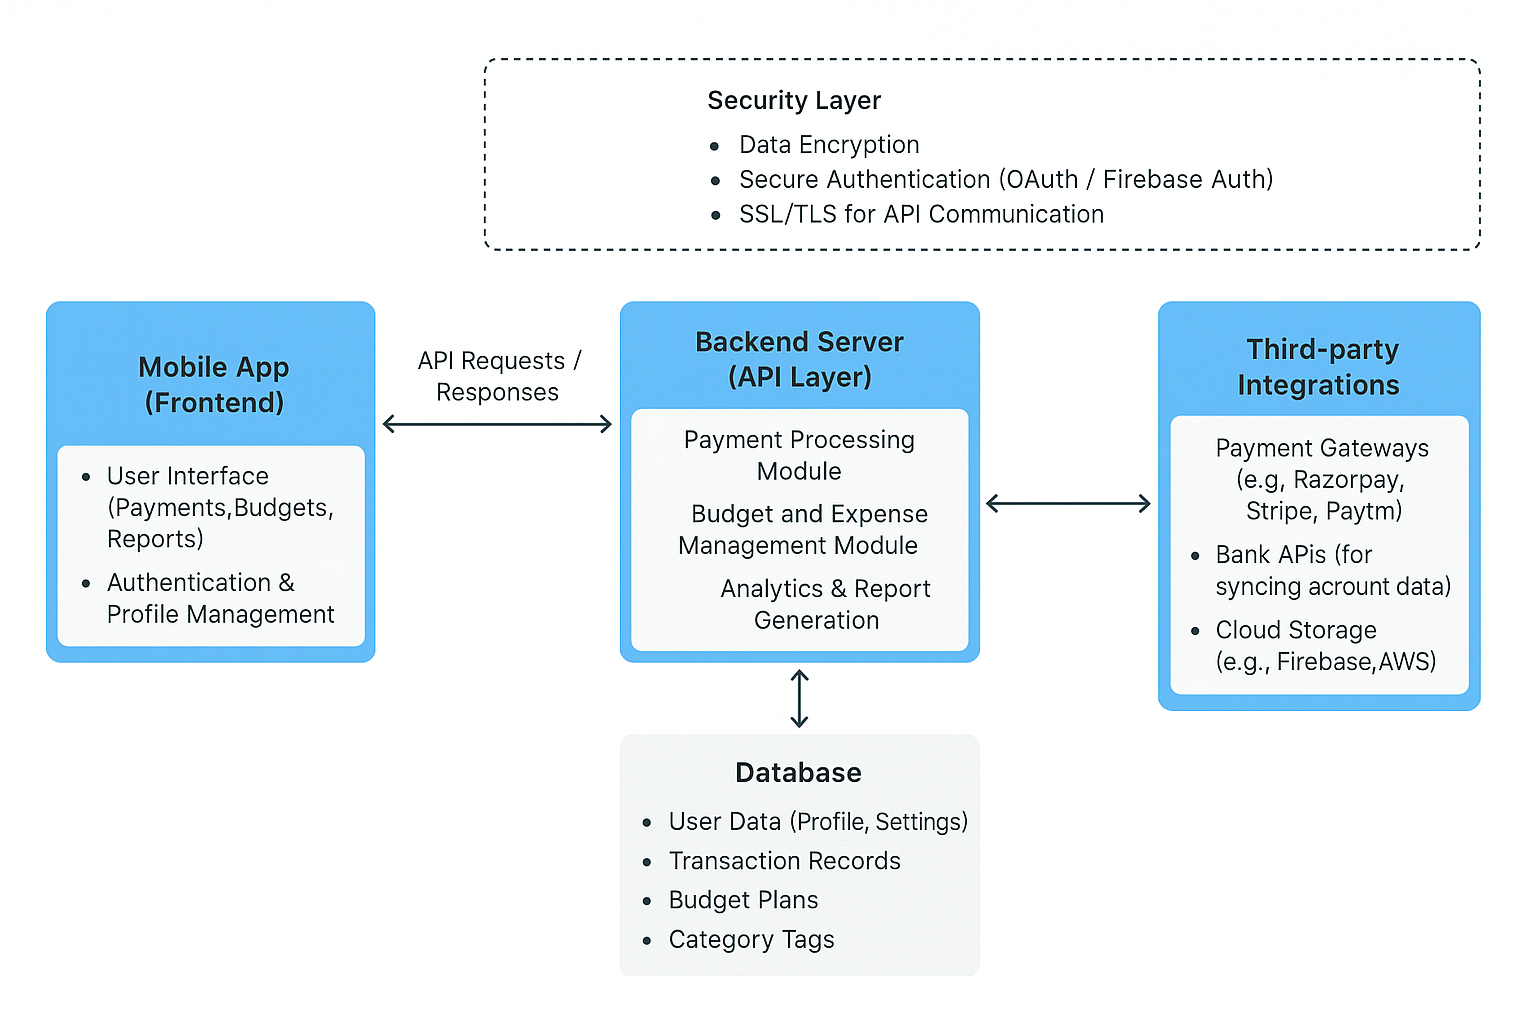 Security Layer
• Data Encryption
• Secure Authentication (OAuth / Firebase Auth)
• SSL/TLS for API Communication
Mobile App
(Frontend)
• User Interface
(Payments,Budgets,
Reports)
• Authentication &
Profile Management
API Requests /
Responses
Backend Server
(API Layer)
Payment Processing
Module
Budget and Expense
Management Module
Analytics & Report
Generation
Third-party
Integrations
Payment Gateways
(e.g, Razorpay,
Stripe, Paytm)
• Bank APis (for
syncing acrount data)
• Cloud Storage
(e.g., Firebase,AWS)
Database
• User Data (Profile, Settings)
• Transaction Records
• Budget Plans
• Category Tags